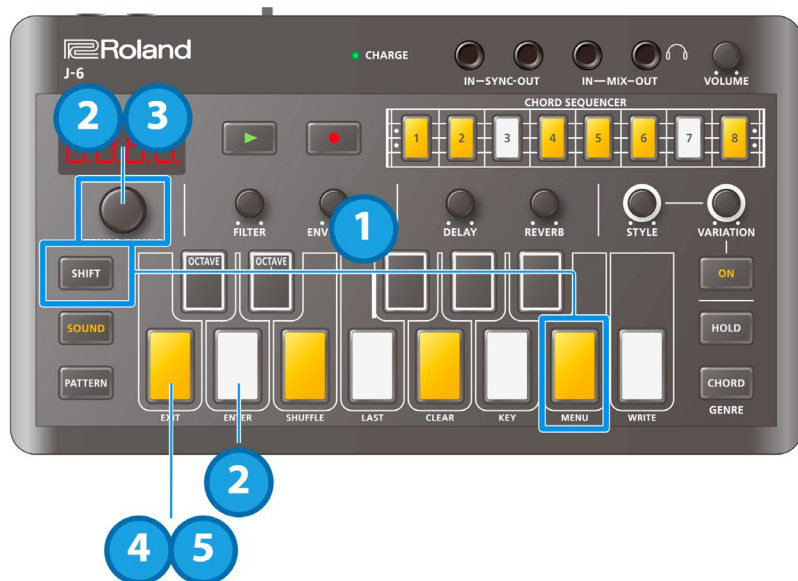 Roland
J-6
CHARGE
IN—SYNC-OUT
IN—MIX—OUT
VOLUME
CHORD SEQUENCER
1 2 3 4 5 6 7 8
2 3
FILTER
DELAY
REVERB
STYLE
VARIATION
1
SHIFT
OCTAVE
OCTAVE
ON
SOUND
HOLD
PATTERN
CHORD
GENRE
EXIT
ENTER
SHUFFLE
LAST
CLEAR
KEY
MENU
WRITE
2
4 5